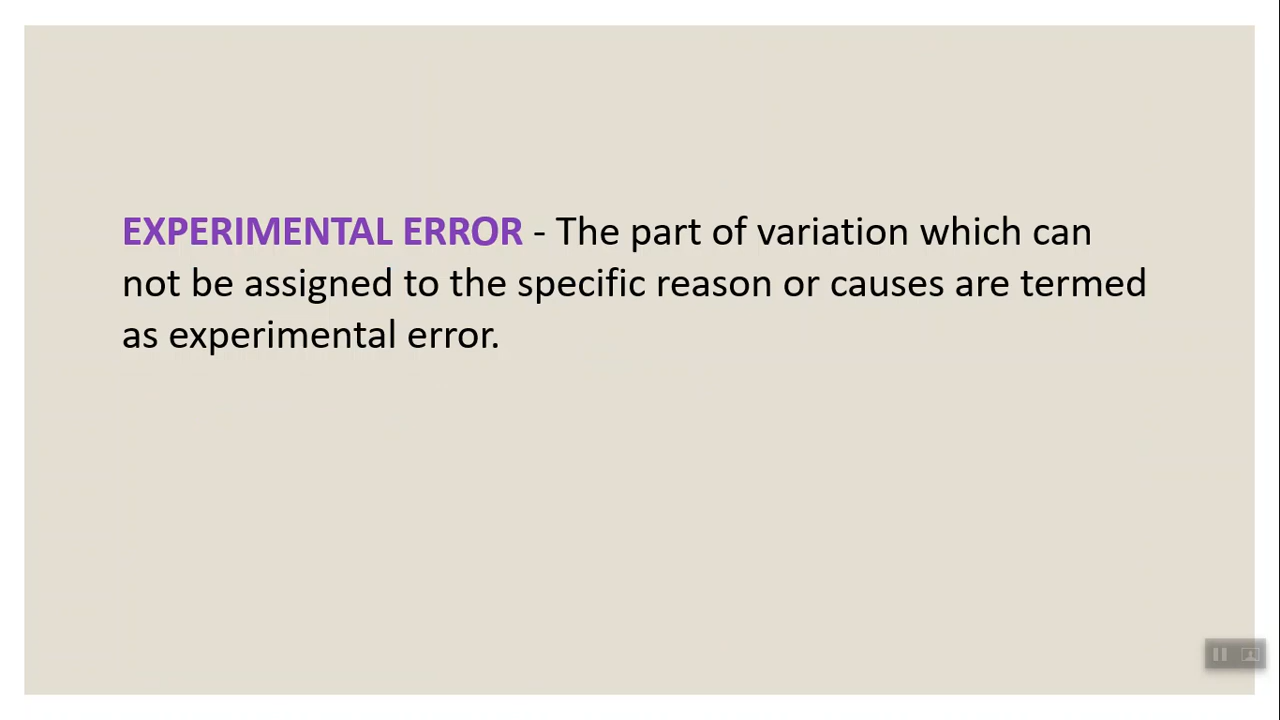 EXPERIMENTAL ERROR - The part of variation which can
not be assigned to the specific reason or causes are termed
as experimental error.